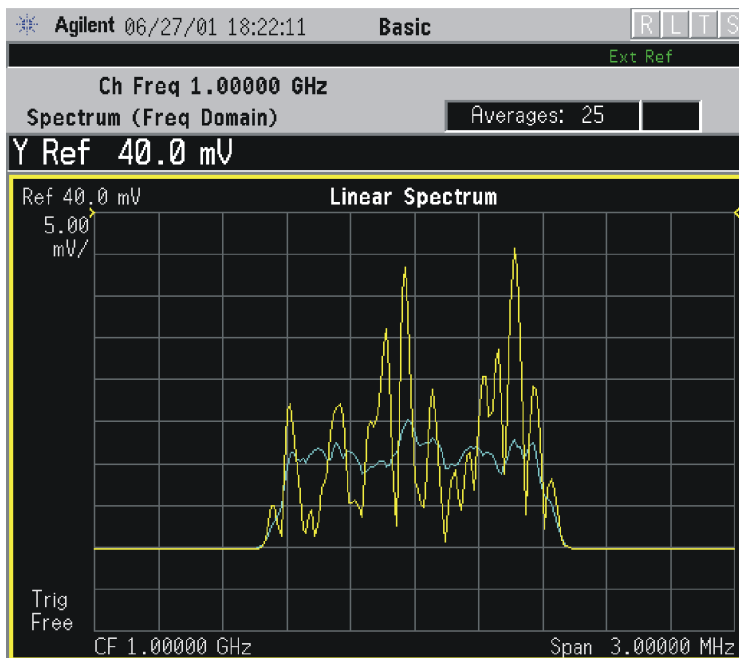 Agilent 06/27/01 18:22:11 Basic R L T S
Ext Ref
Ch Freq 1.00000 GHz
Spectrum (Freq Domain) Averages: 25
Y Ref 40.0 mV
Ref 40.0 mV Linear Spectrum
5.00
mV/
Trig
Free
CF 1.00000 GHz Span 3.00000 MHz